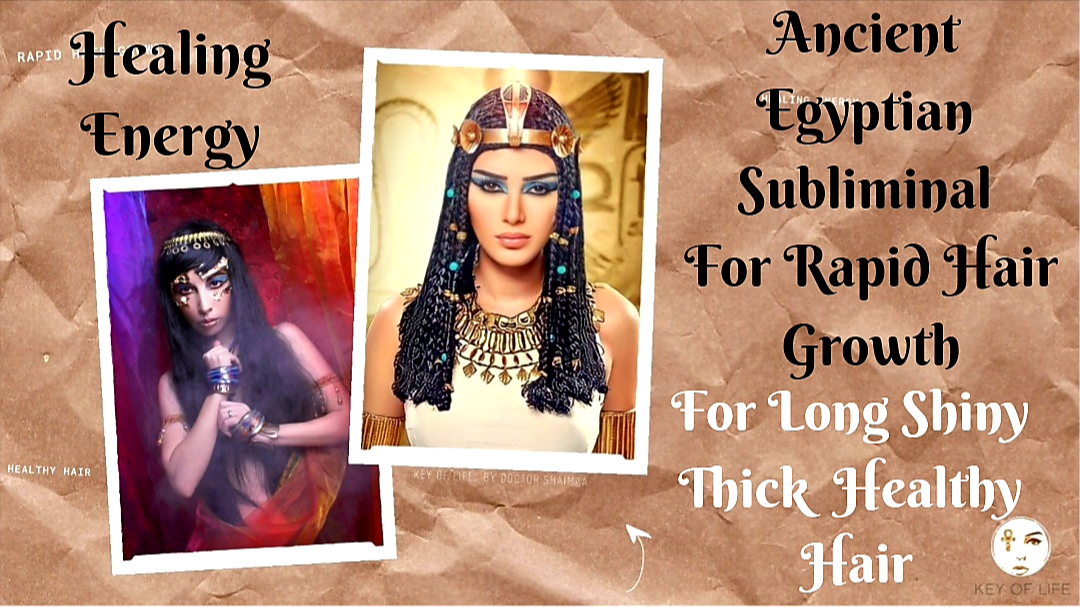 RAPID H
Healing
Energy
Ancient
Egyptian
Subliminal
For Rapid Hair
Growth
For Long Shiny
Thick Healthy
Hair
HEALTHY HAIR
KEY OF LIFE BY DOCTOR SHAIMAA
KEY OF LIFE